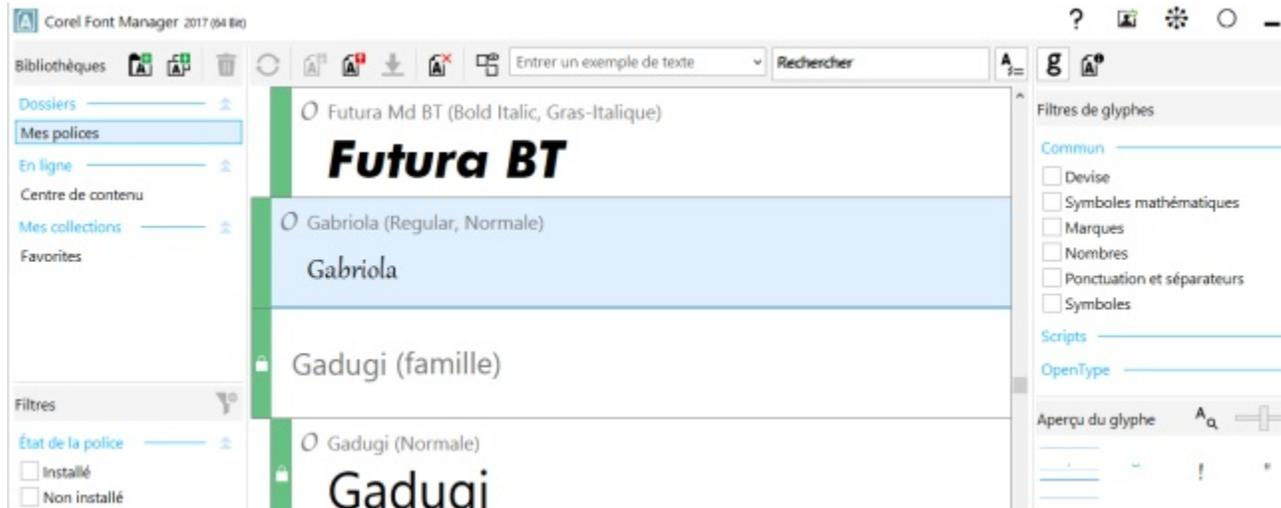 Corel Font Manager 2017 (64 Bit)
Bibliothèques
Entrer un exemple de texte
Rechercher
Dossiers
Mes polices
En ligne
Centre de contenu
Mes collections
Favorites
Filtres
État de la police
Installé
Non installé
Futura Md BT (Bold Italic, Gras-Italique)
Futura BT
Gabriola (Regular, Normale)
Gabriola
Gadugi (famille)
Gadugi (Normale)
Gadugi
Filtres de glyphes
Commun
Devise
Symboles mathématiques
Marques
Nombres
Ponctuation et séparateurs
Symboles
Scripts
OpenType
Aperçu du glyphe
! "